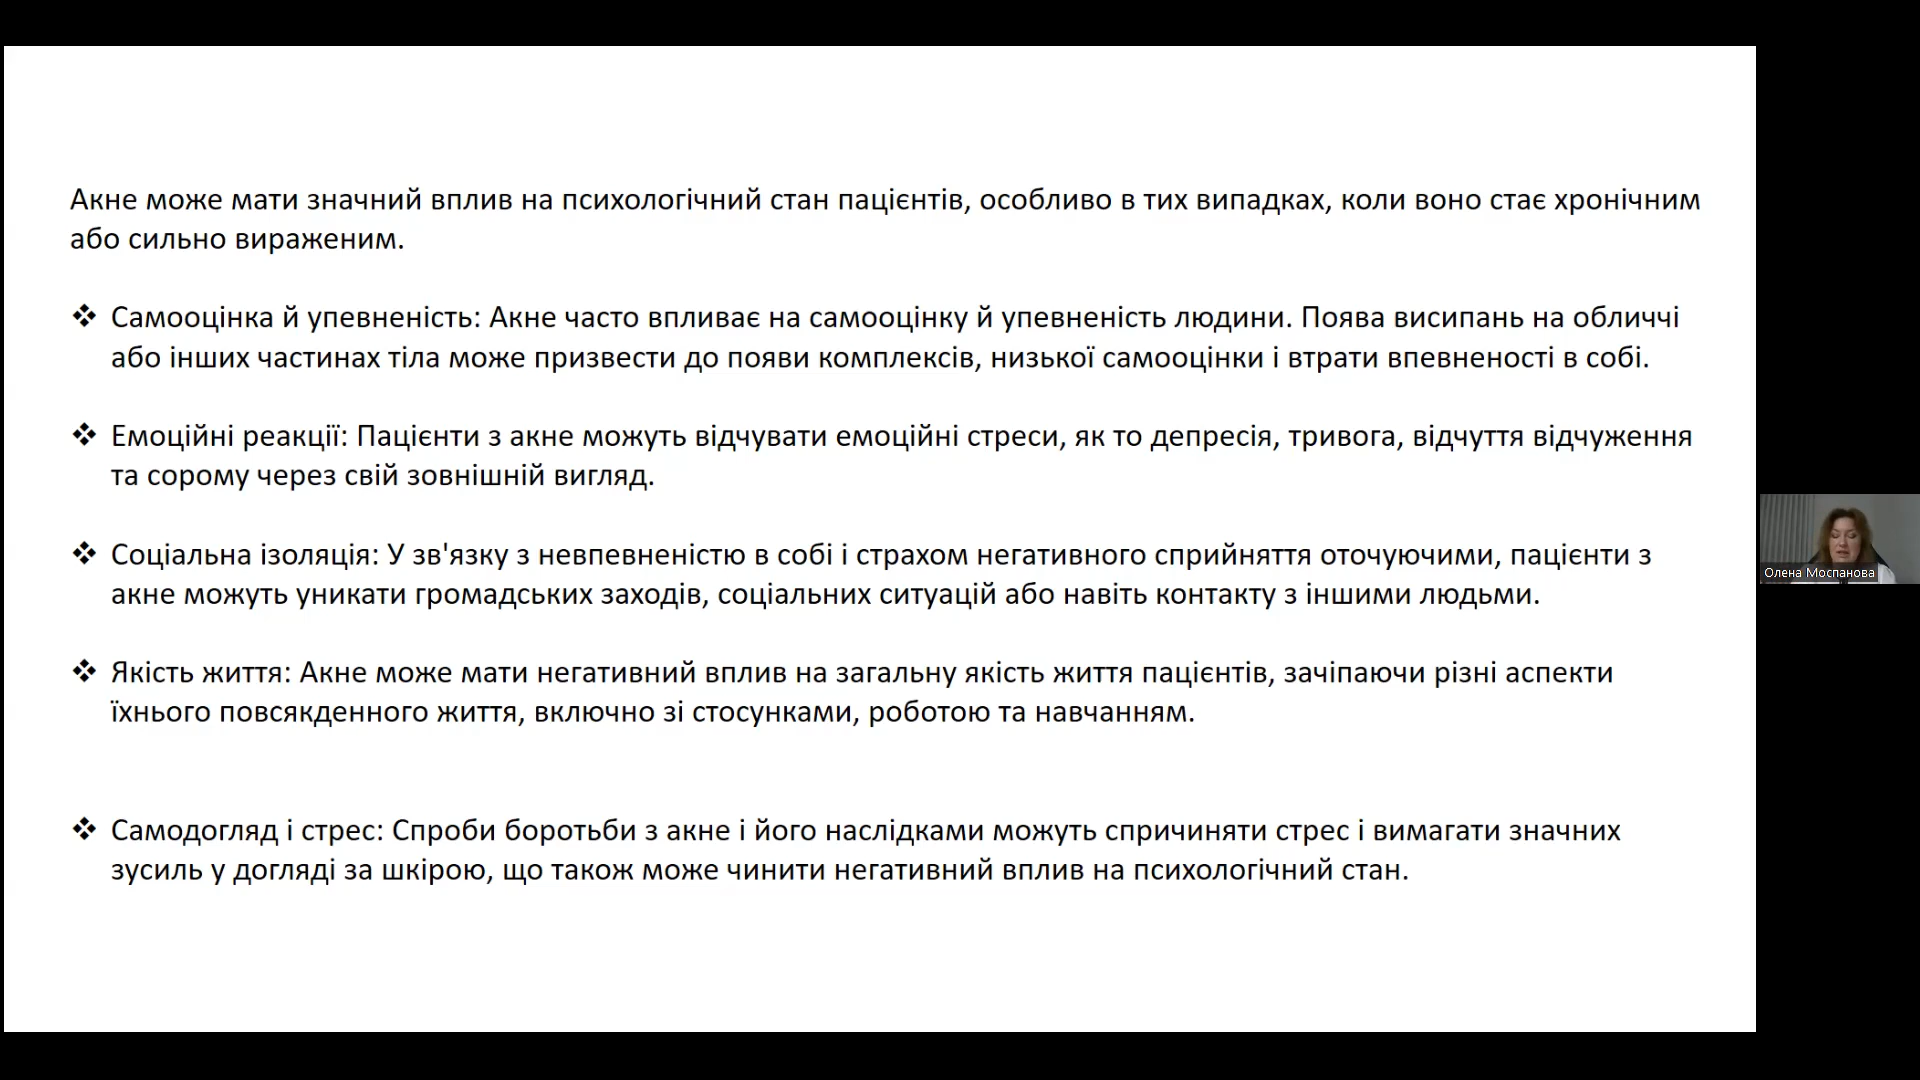 Акне може мати значний вплив на психологічний стан пацієнтів, особливо в тих випадках, коли воно стає хронічним
або сильно вираженим.
❖ Самооцінка й упевненість: Акне часто впливає на самооцінку й упевненість людини. Поява висипань на обличчі
або інших частинах тіла може призвести до появи комплексів, низької самооцінки і втрати впевненості в собі.
❖ Емоційні реакції: Пацієнти з акне можуть відчувати емоційні стреси, як то депресія, тривога, відчуття відчуження
та сорому через свій зовнішній вигляд.
❖ Соціальна ізоляція: У зв'язку з невпевненістю в собі і страхом негативного сприйняття оточуючими, пацієнти з
акне можуть уникати громадських заходів, соціальних ситуацій або навіть контакту з іншими людьми.
❖ Якість життя: Акне може мати негативний вплив на загальну якість життя пацієнтів, зачіпаючи різні аспекти
їхнього повсякденного життя, включно зі стосунками, роботою та навчанням.
❖ Самодогляд і стрес: Спроби боротьби з акне і його наслідками можуть спричиняти стрес і вимагати значних
зусиль у догляді за шкірою, що також може чинити негативний вплив на психологічний стан.
Олена Моспанова